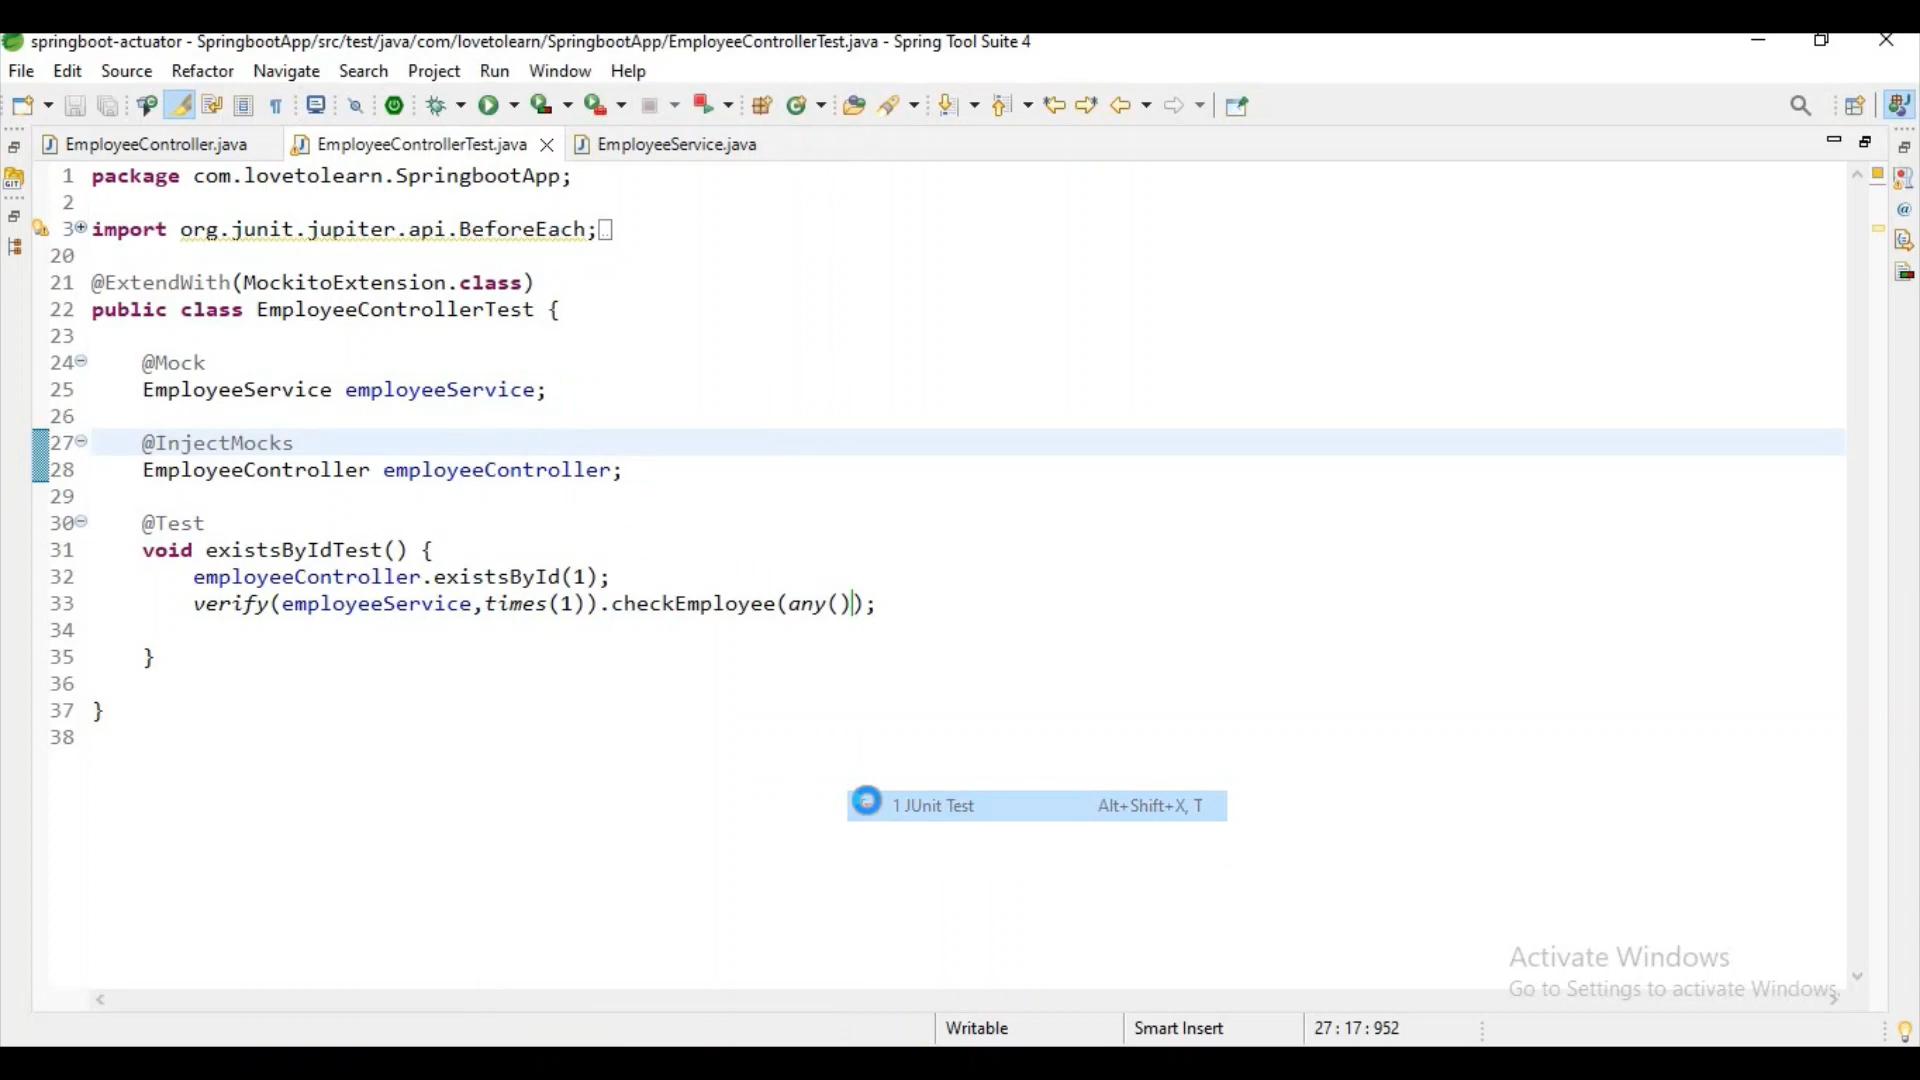 springboot-actuator - SpringbootApp/src/test/java/com/lovetolearn/SpringbootApp/EmployeeControllerTest.java - Spring Tool Suite 4
File Edit Source Refactor Navigate Search Project Run Window Help
EmployeeController.java EmployeeControllerTest.java EmployeeService.java
1 package com.lovetolearn.SpringbootApp;
2
3 import org.junit.jupiter.api.BeforeEach;
20
21 @ExtendWith(MockitoExtension.class)
22 public class EmployeeControllerTest {
23
24 @Mock
25 EmployeeService employeeService;
26
27 @InjectMocks
28 EmployeeController employeeController;
29
30 @Test
31 void existsByIdTest() {
32 employeeController.existsById(1);
33 verify(employeeService,times(1)).checkEmployee(any());
34
35 }
36
37 }
38
1 JUnit Test Alt+Shift+X, T
Activate Windows
Go to Settings to activate Windows.
Writable Smart Insert 27 : 17 : 952